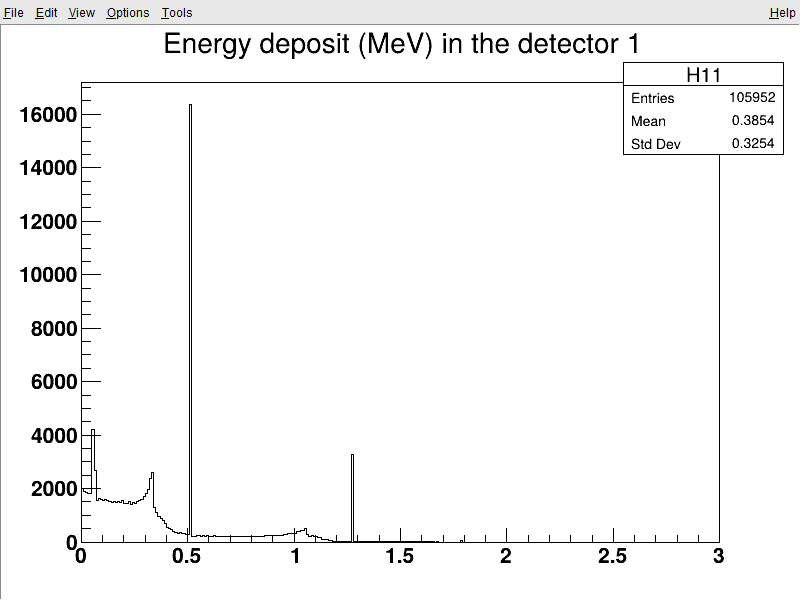 File Edit View Options Tools Help
Energy deposit (MeV) in the detector 1
H11
Entries 105952
Mean 0.3854
Std Dev 0.3254
16000
14000
12000
10000
8000
6000
4000
2000
0
0 0.5 1 1.5 2 2.5 3